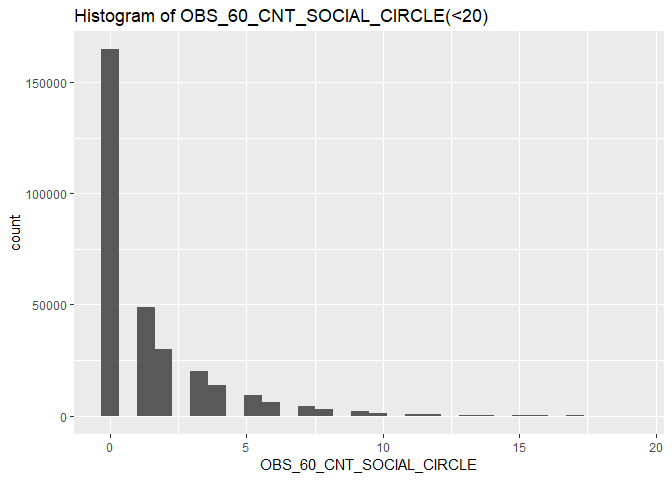 Histogram of OBS_60_CNT_SOCIAL_CIRCLE(<20)
150000
100000
50000
0
count
0 5 10 15 20
OBS_60_CNT_SOCIAL_CIRCLE